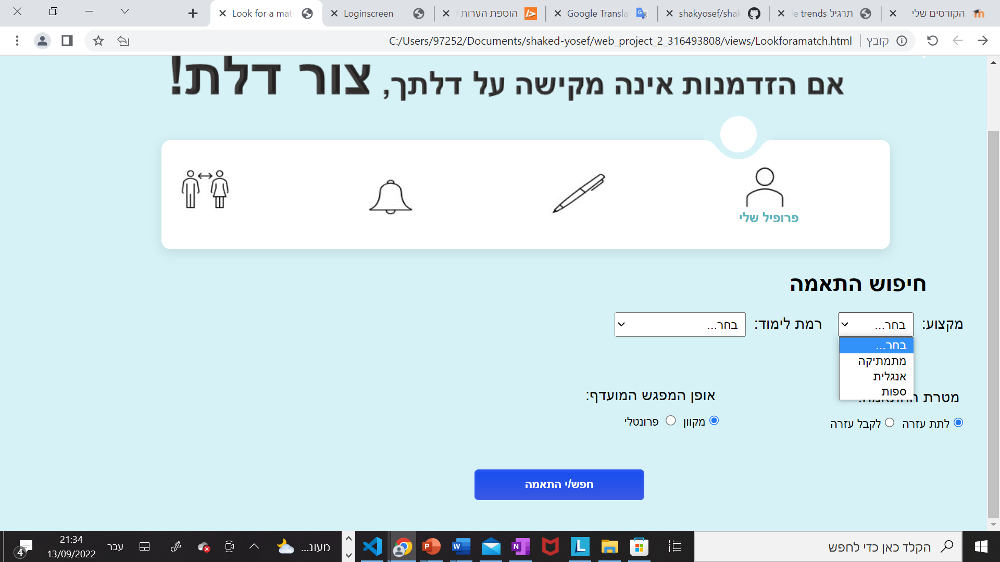 הקורסים שלי
תרגיל le trends
shakyosef/shak
Google Transla
הוספת הערות
Loginscreen
Look for a mat
קובץ
C:/Users/97252/Documents/shaked-yosef/web_project_2_316493808/views/Lookforamatch.html
אם הזדמנות אינה מקישה על דלתך, צור דלת!
פרופיל שלי
חיפוש התאמה
מקצוע: בחר...
רמת לימוד: בחר...
בחר...
מתמתיקה
אנגלית
ספות
מטרת ההתאמה:
אופן המפגש המועדף:
לתת עזרה
לקבל עזרה
מקוון
פרונטלי
חפש/י התאמה
הקלד כאן כדי לחפש
מעונ...
עבר
21:34
13/09/2022
4